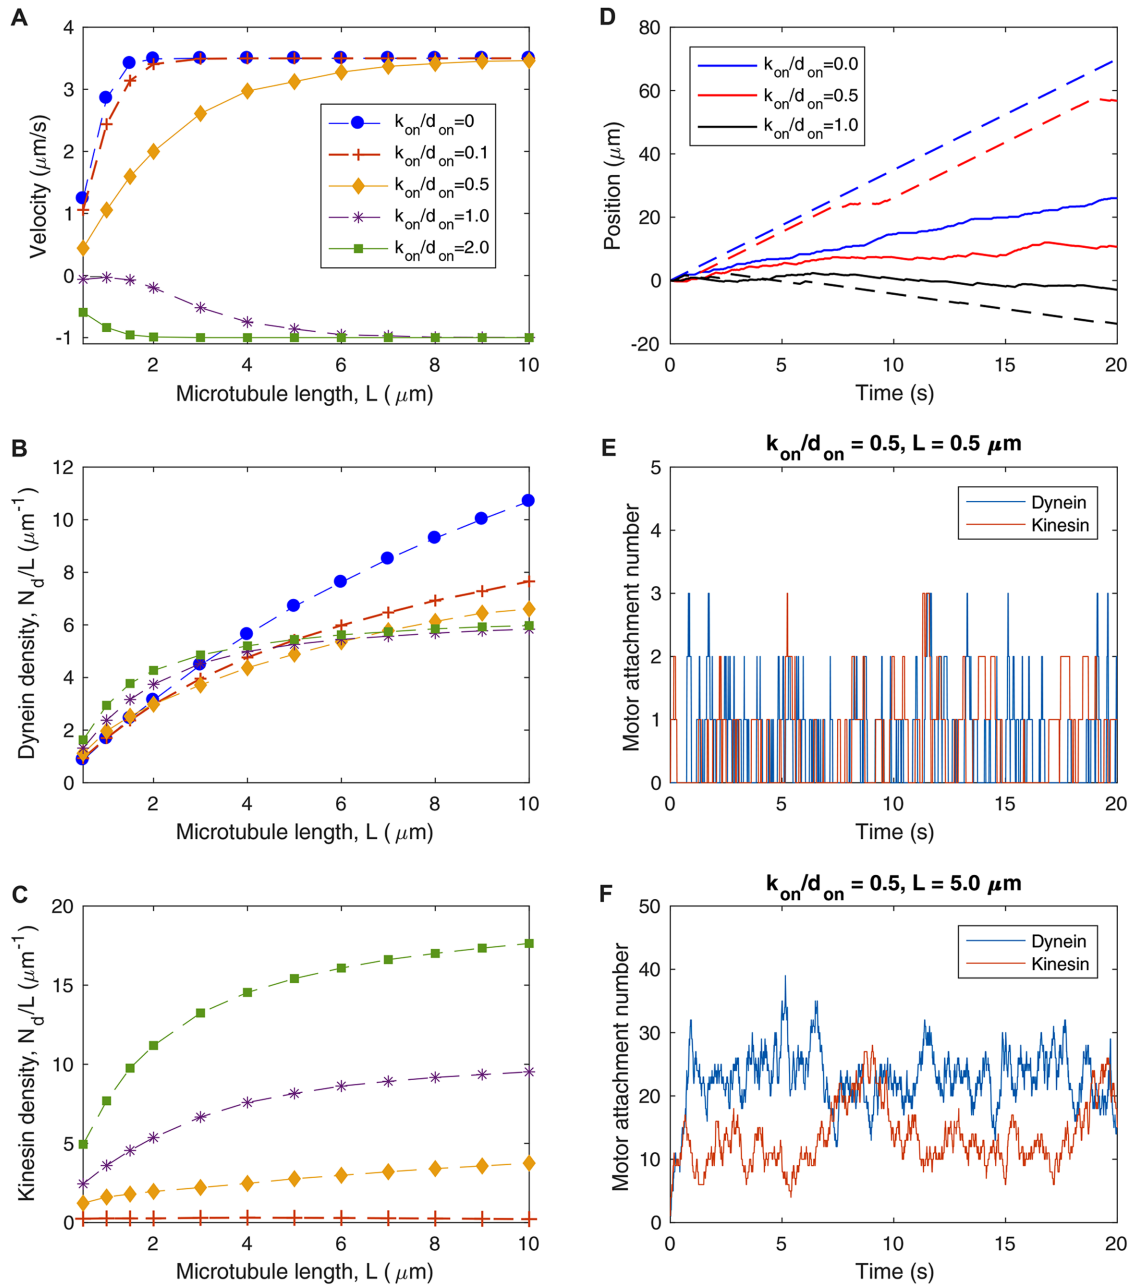 A
4
3
2
1
0
-1
Velocity (μm/s)
k_on/d_on=0
k_on/d_on=0.1
k_on/d_on=0.5
k_on/d_on=1.0
k_on/d_on=2.0
2 4 6 8 10
Microtubule length, L ( μm)
D
80
60
40
20
0
-20
Position (μm)
k_on/d_on=0.0
k_on/d_on=0.5
k_on/d_on=1.0
0 5 10 15 20
Time (s)
B
12
10
8
6
4
2
0
Dynein density, N_d/L (μm⁻¹ )
2 4 6 8 10
Microtubule length, L ( μm)
E
k_on/d_on = 0.5, L = 0.5 μm
5
4
3
2
1
0
Motor attachment number
Dynein
Kinesin
0 5 10 15 20
Time (s)
C
20
15
10
5
0
Kinesin density, N_d/L (μm⁻¹)
2 4 6 8 10
Microtubule length, L ( μm)
F
k_on/d_on = 0.5, L = 5.0 μm
50
40
30
20
10
0
Motor attachment number
Dynein
Kinesin
0 5 10 15 20
Time (s)